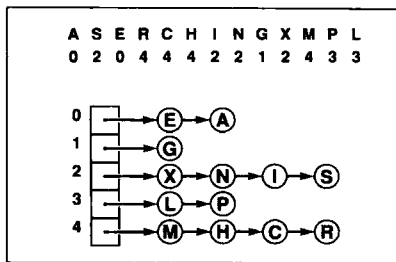 A S E R C H I N G X M P L
0 2 0 4 4 4 2 2 1 2 4 3 3
0 E A
1 G
2 X N I S
3 L P
4 M H C R